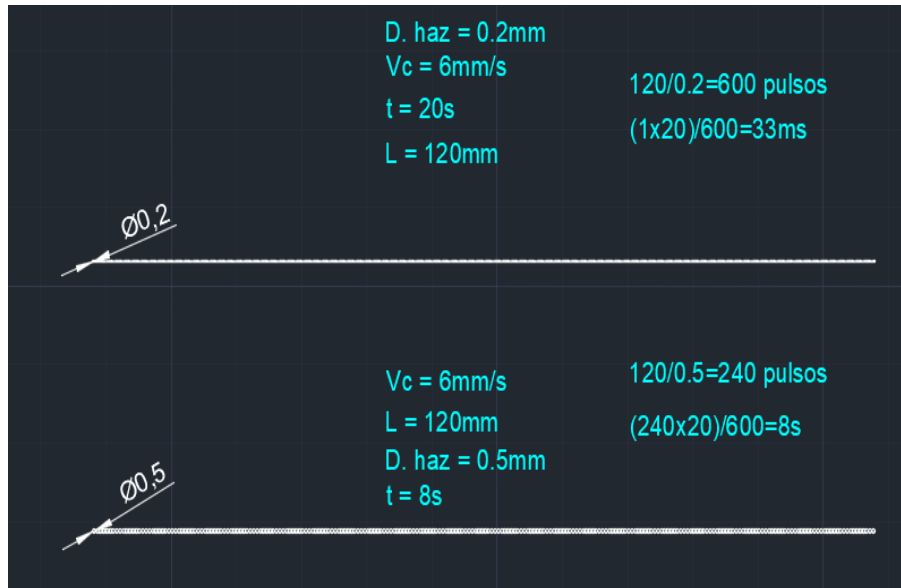 D. haz = 0.2mm
Vc = 6mm/s
t = 20s
L = 120mm
120/0.2=600 pulsos
(1x20)/600=33ms
Ø0,2
Vc = 6mm/s
L = 120mm
D. haz = 0.5mm
t = 8s
120/0.5=240 pulsos
(240x20)/600=8s
Ø0,5